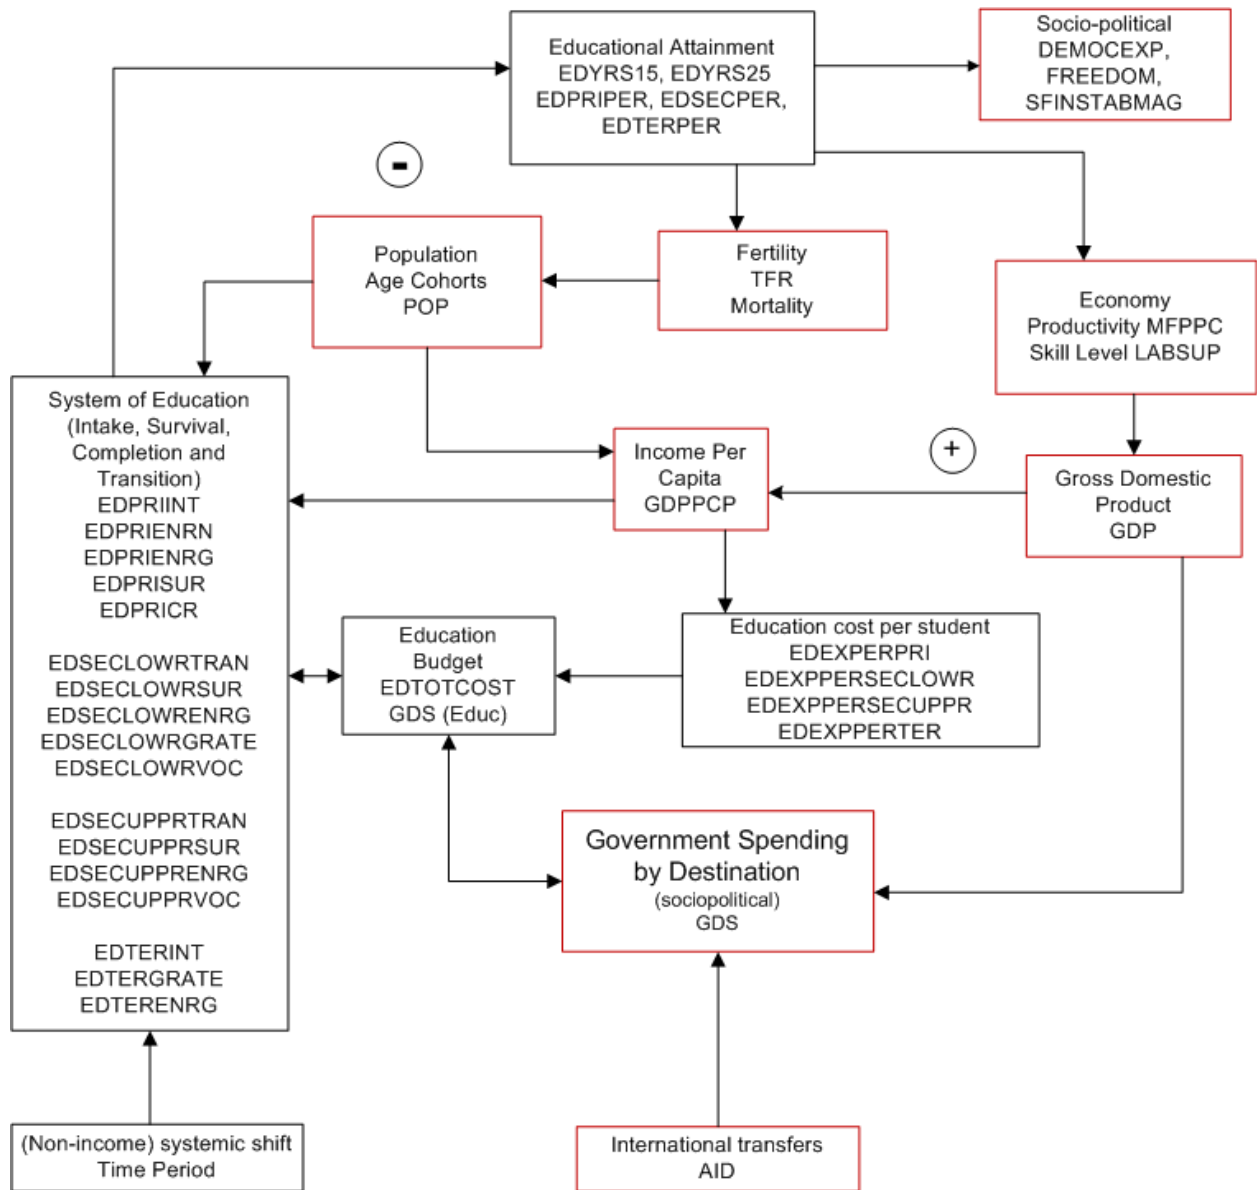 Educational Attainment
EDYRS15, EDYRS25
EDPRIPER, EDSECPER,
EDTERPER
Socio-political
DEMOCEXP,
FREEDOM,
SFINSTABMAG
-
Population
Age Cohorts
POP
Fertility
TFR
Mortality
Economy
Productivity MFPPC
Skill Level LABSUP
System of Education
(Intake, Survival,
Completion and
Transition)
EDPRIINT
EDPRIENRN
EDPRIENRG
EDPRISUR
EDPRICR
EDSECLOWRTRAN
EDSECLOWRSUR
EDSECLOWRENRG
EDSECLOWRGRATE
EDSECLOWRVOC
EDSECUPPRTRAN
EDSECUPPRSUR
EDSECUPPRENRG
EDSECUPPRVOC
EDTERINT
EDTERGRATE
EDTERENRG
Income Per
Capita
GDPPCP
+
Gross Domestic
Product
GDP
Education
Budget
EDTOTCOST
GDS (Educ)
Education cost per student
EDEXPERPRI
EDEXPPERSECLOWR
EDEXPPERSECUPPR
EDEXPPERTER
Government Spending
by Destination
(sociopolitical)
GDS
(Non-income) systemic shift
Time Period
International transfers
AID